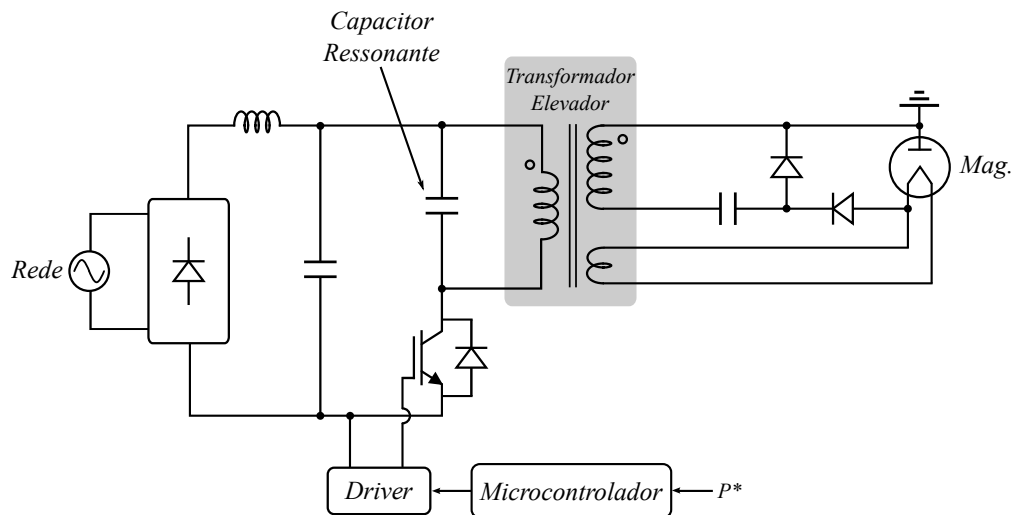 Capacitor
Ressonante
Transformador
Elevador
Mag.
Rede
Driver
Microcontrolador
P*